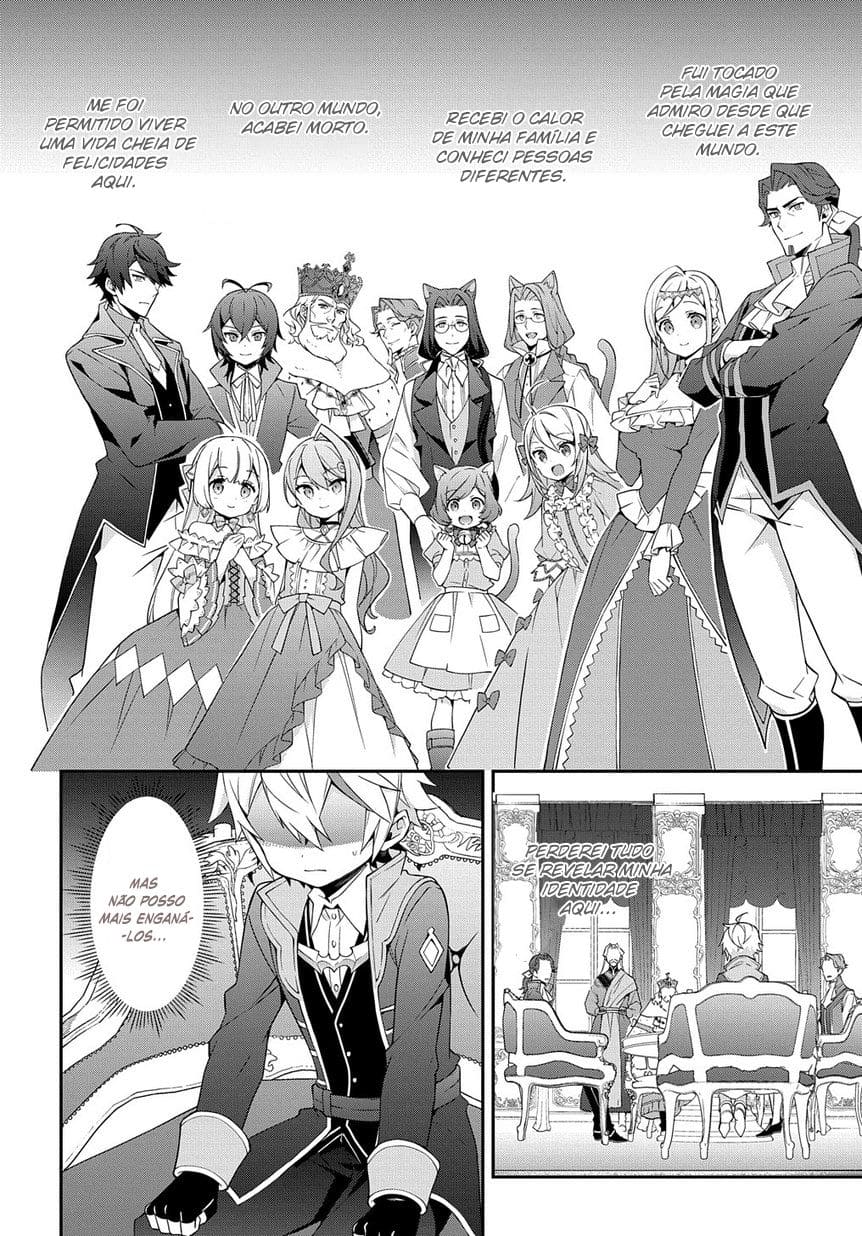 FUI TOCADO
PELA MAGIA QUE
ADMIRO DESDE QUE
CHEGUEI A ESTE
MUNDO.
RECEBI O CALOR
DE MINHA FAMÍLIA E
CONHECI PESSOAS
DIFERENTES.
NO OUTRO MUNDO,
ACABEI MORTO.
ME FOI
PERMITIDO VIVER
UMA VIDA CHEIA DE
FELICIDADES
AQUI.
PERDEREI TUDO
SE REVELAR MINHA
IDENTIDADE
AQUI...
MAS
NÃO POSSO
MAIS ENGANÁ-
-LOS...